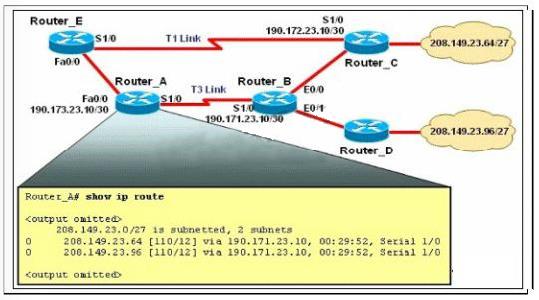 Router_E
S1/0
T1 Link
S1/0
190.172.23.10/30
Router_C
208.149.23.64/27
Fa0/0
Router_A
Fa0/0
190.173.23.10/30
S1/0
T3 Link
Router_B
S1/0
190.171.23.10/30
E0/0
E0/1
Router_D
208.149.23.96/27
Router_A# show ip route
<output omitted>
208.149.23.0/27 is subnetted, 2 subnets
O 208.149.23.64 [110/12] via 190.171.23.10, 00:29:52, Serial 1/0
O 208.149.23.96 [110/12] via 190.171.23.10, 00:29:52, Serial 1/0
<output omitted>